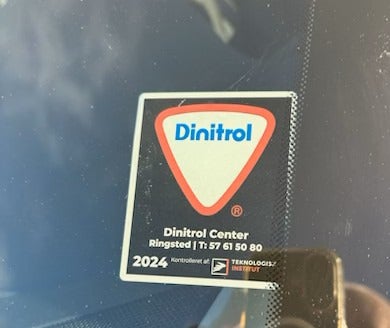 Dinitrol
®
Dinitrol Center
Ringsted | T: 57 61 50 80
2024 Kontrolleret af: TEKNOLOGISK
INSTITUT